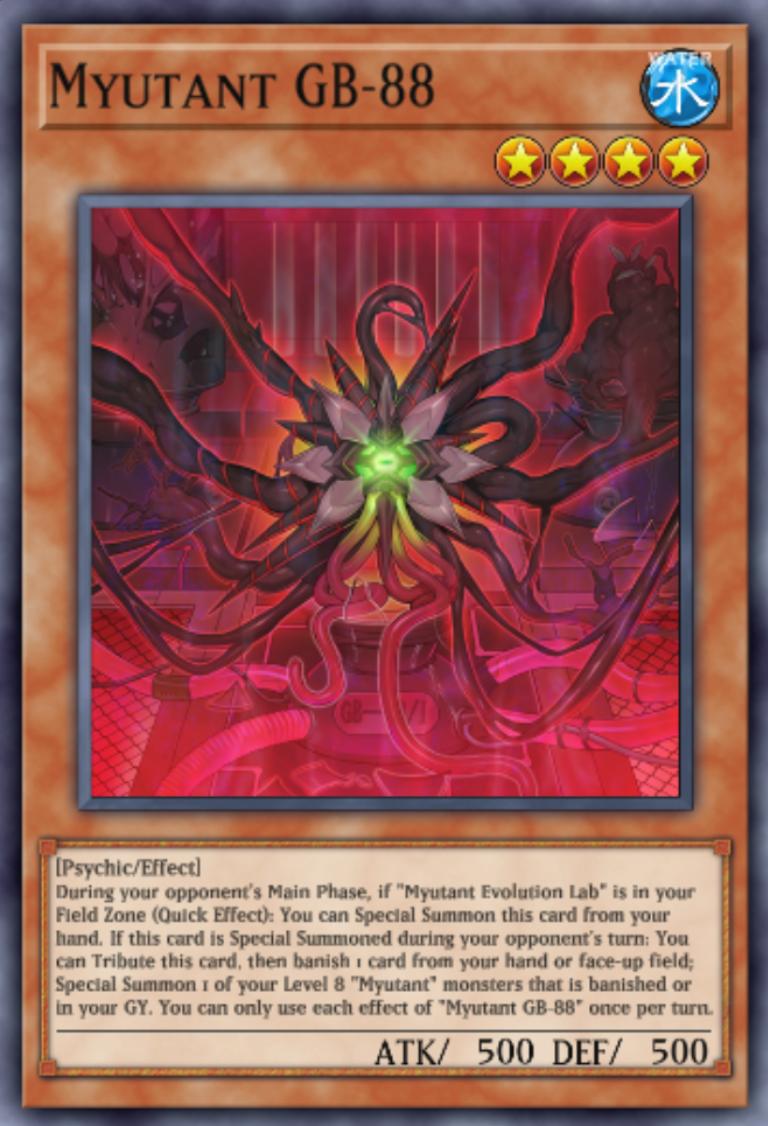 Myutant GB-88
WATER
水
[Psychic/Effect]
During your opponent's Main Phase, if "Myutant Evolution Lab" is in your
Field Zone (Quick Effect): You can Special Summon this card from your
hand. If this card is Special Summoned during your opponent's turn: You
can Tribute this card, then banish 1 card from your hand or face-up field;
Special Summon 1 of your Level 8 "Myutant" monsters that is banished or
in your GY. You can only use each effect of "Myutant GB-88" once per turn.
ATK/ 500 DEF/ 500